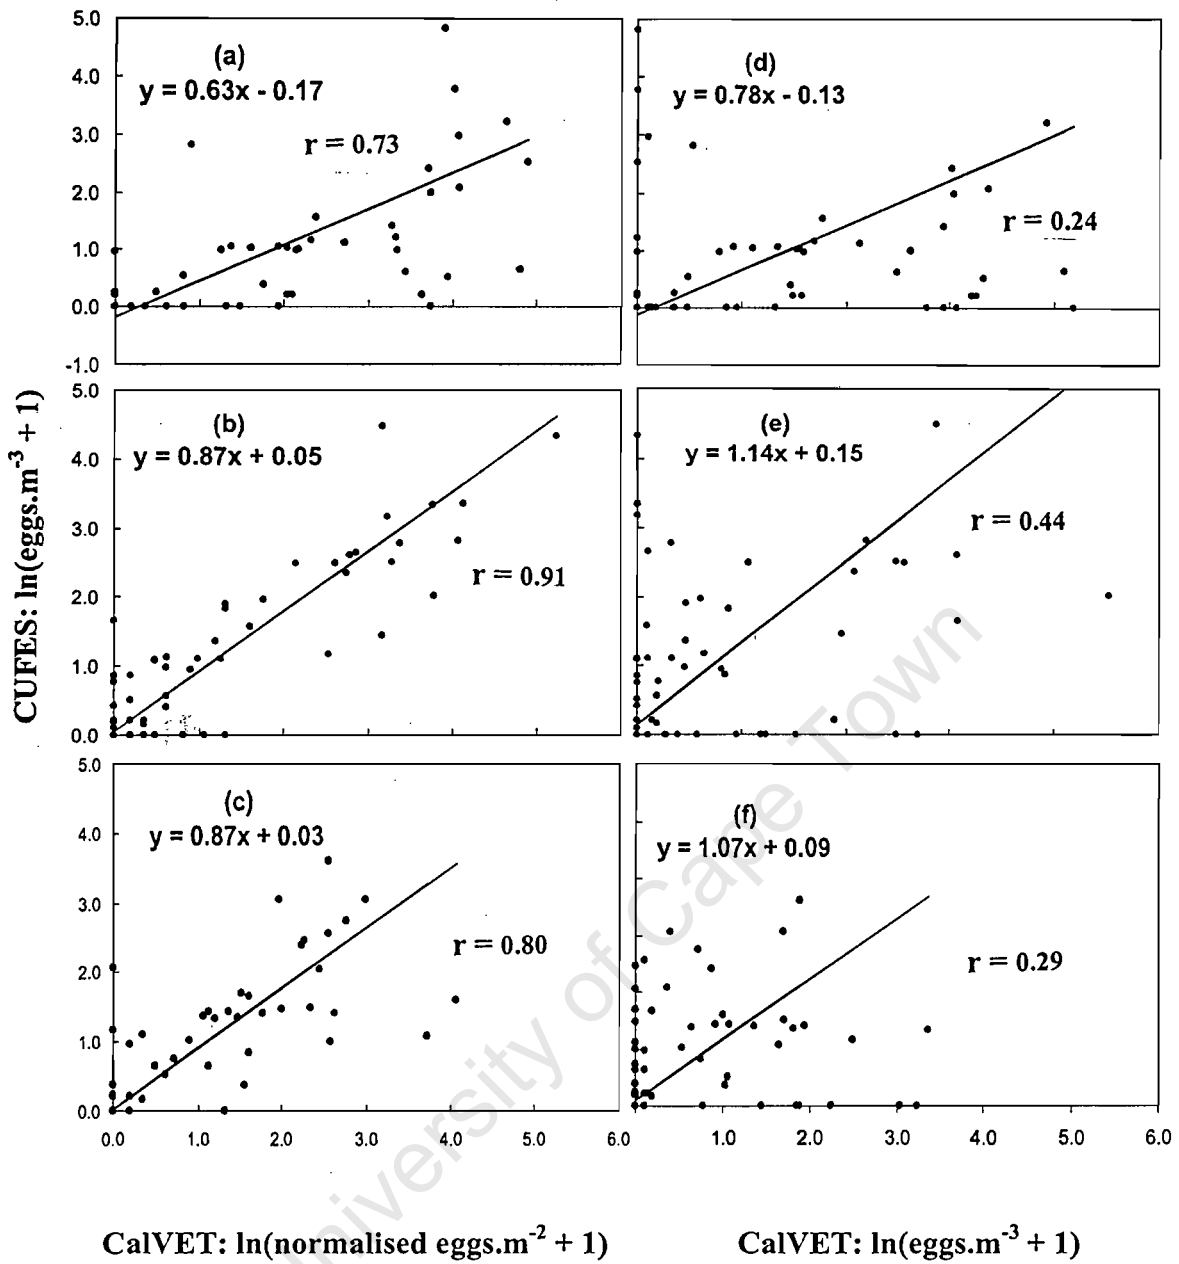 5.0
(a)
(d)
4.0
y = 0.63x - 0.17
y = 0.78x - 0.13
3.0
r = 0.73
2.0
r = 0.24
1.0
0.0
-1.0
CUFES: ln(eggs.m-3 + 1)
5.0
(b)
(e)
4.0
y = 0.87x + 0.05
y = 1.14x + 0.15
3.0
r = 0.44
r = 0.91
2.0
1.0
0.0
5.0
(c)
(f)
4.0
y = 0.87x + 0.03
y = 1.07x + 0.09
3.0
r = 0.80
r = 0.29
2.0
1.0
0.0
0.0 1.0 2.0 3.0 4.0 5.0 6.0
1.0 2.0 3.0 4.0 5.0 6.0
CalVET: ln(normalised eggs.m-2 + 1)
CalVET: ln(eggs.m-3 + 1)
University of Cape Town